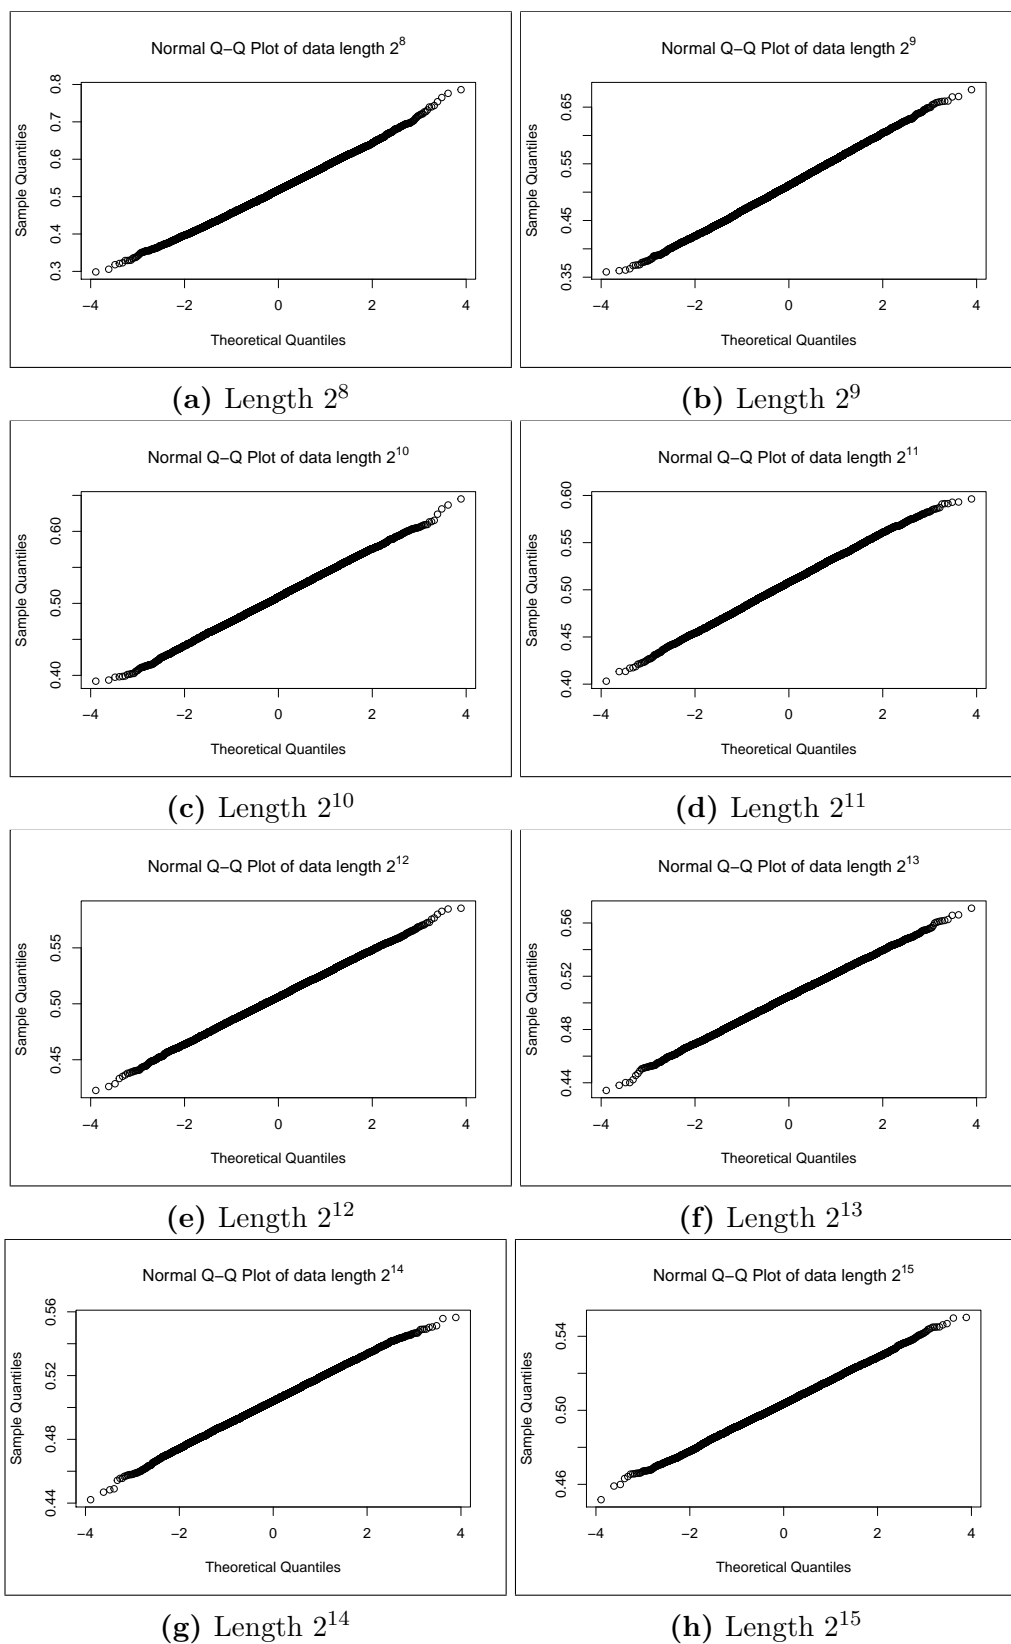 Normal Q−Q Plot of data length 2^8
Sample Quantiles
0.3 0.4 0.5 0.6 0.7 0.8
−4 −2 0 2 4
Theoretical Quantiles
(a) Length 2^8
Normal Q−Q Plot of data length 2^9
Sample Quantiles
0.35 0.45 0.55 0.65
−4 −2 0 2 4
Theoretical Quantiles
(b) Length 2^9
Normal Q−Q Plot of data length 2^10
Sample Quantiles
0.40 0.50 0.60
−4 −2 0 2 4
Theoretical Quantiles
(c) Length 2^10
Normal Q−Q Plot of data length 2^11
Sample Quantiles
0.40 0.45 0.50 0.55 0.60
−4 −2 0 2 4
Theoretical Quantiles
(d) Length 2^11
Normal Q−Q Plot of data length 2^12
Sample Quantiles
0.45 0.50 0.55
−4 −2 0 2 4
Theoretical Quantiles
(e) Length 2^12
Normal Q−Q Plot of data length 2^13
Sample Quantiles
0.44 0.48 0.52 0.56
−4 −2 0 2 4
Theoretical Quantiles
(f) Length 2^13
Normal Q−Q Plot of data length 2^14
Sample Quantiles
0.44 0.48 0.52 0.56
−4 −2 0 2 4
Theoretical Quantiles
(g) Length 2^14
Normal Q−Q Plot of data length 2^15
Sample Quantiles
0.46 0.50 0.54
−4 −2 0 2 4
Theoretical Quantiles
(h) Length 2^15